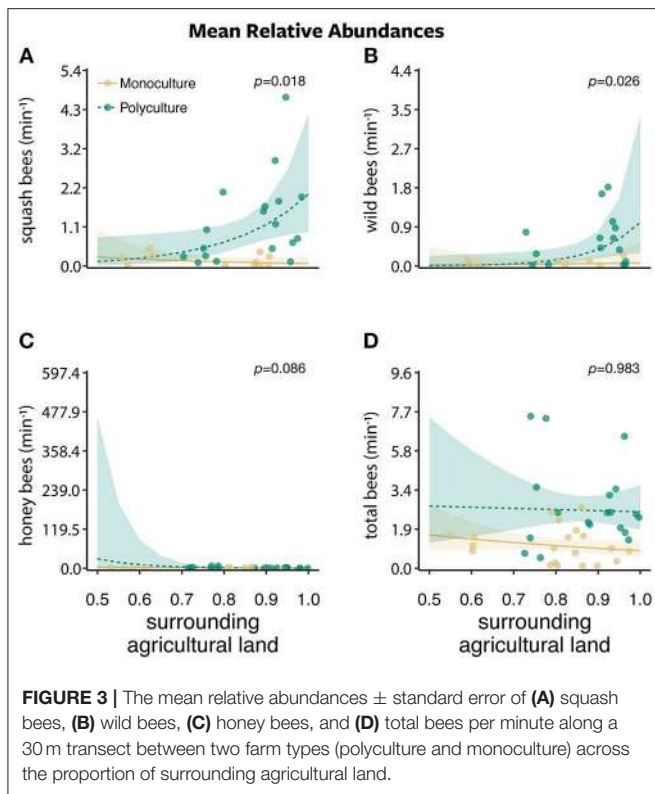 Mean Relative Abundances
A
B
5.4
4.3
3.2
2.2
1.1
0.0
squash bees (min⁻¹)
Monoculture
Polyculture
p=0.018
4.4
3.5
2.7
1.8
0.9
0.0
wild bees (min⁻¹)
p=0.026
C
D
597.4
477.9
358.4
239.0
119.5
0.0
honey bees (min⁻¹)
p=0.086
9.6
7.7
5.8
3.4
1.9
0.0
total bees (min⁻¹)
p=0.983
0.5 0.6 0.7 0.8 0.9 1.0
surrounding
agricultural land
0.5 0.6 0.7 0.8 0.9 1.0
surrounding
agricultural land
FIGURE 3 | The mean relative abundances ± standard error of (A) squash
bees, (B) wild bees, (C) honey bees, and (D) total bees per minute along a
30 m transect between two farm types (polyculture and monoculture) across
the proportion of surrounding agricultural land.